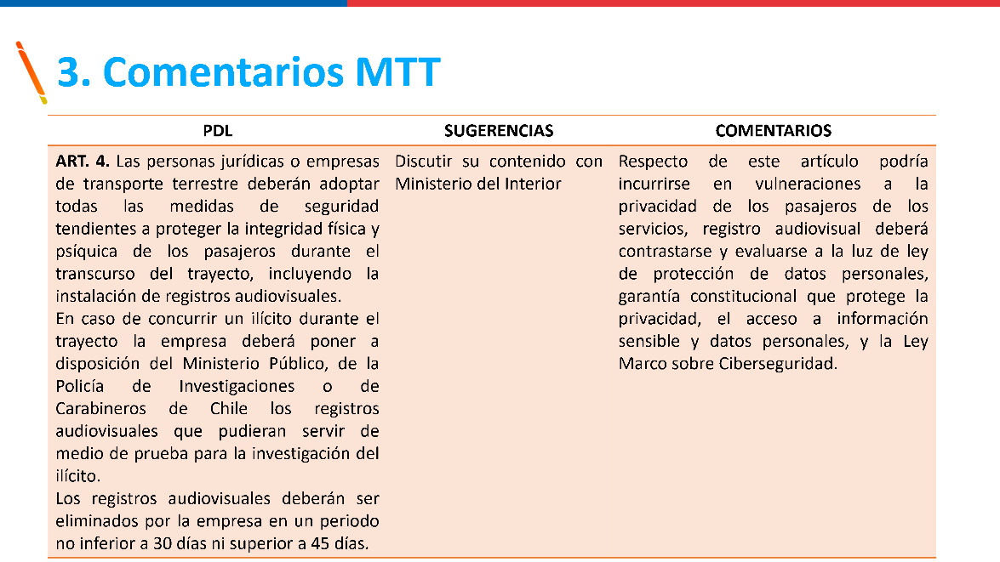 3. Comentarios MTT
PDL
SUGERENCIAS
COMENTARIOS
ART. 4. Las personas jurídicas o empresas
de transporte terrestre deberán adoptar
todas las medidas de seguridad
tendientes a proteger la integridad física y
psíquica de los pasajeros durante el
transcurso del trayecto, incluyendo la
instalación de registros audiovisuales.
En caso de concurrir un ilícito durante el
trayecto la empresa deberá poner a
disposición del Ministerio Público, de la
Policía de Investigaciones o de
Carabineros de Chile los registros
audiovisuales que pudieran servir de
medio de prueba para la investigación del
ilícito.
Los registros audiovisuales deberán ser
eliminados por la empresa en un periodo
no inferior a 30 días ni superior a 45 días.
Discutir su contenido con
Ministerio del Interior
Respecto de este artículo podría
incurrirse en vulneraciones a la
privacidad de los pasajeros de los
servicios, registro audiovisual deberá
contrastarse y evaluarse a la luz de ley
de protección de datos personales,
garantía constitucional que protege la
privacidad, el acceso a información
sensible y datos personales, y la Ley
Marco sobre Ciberseguridad.